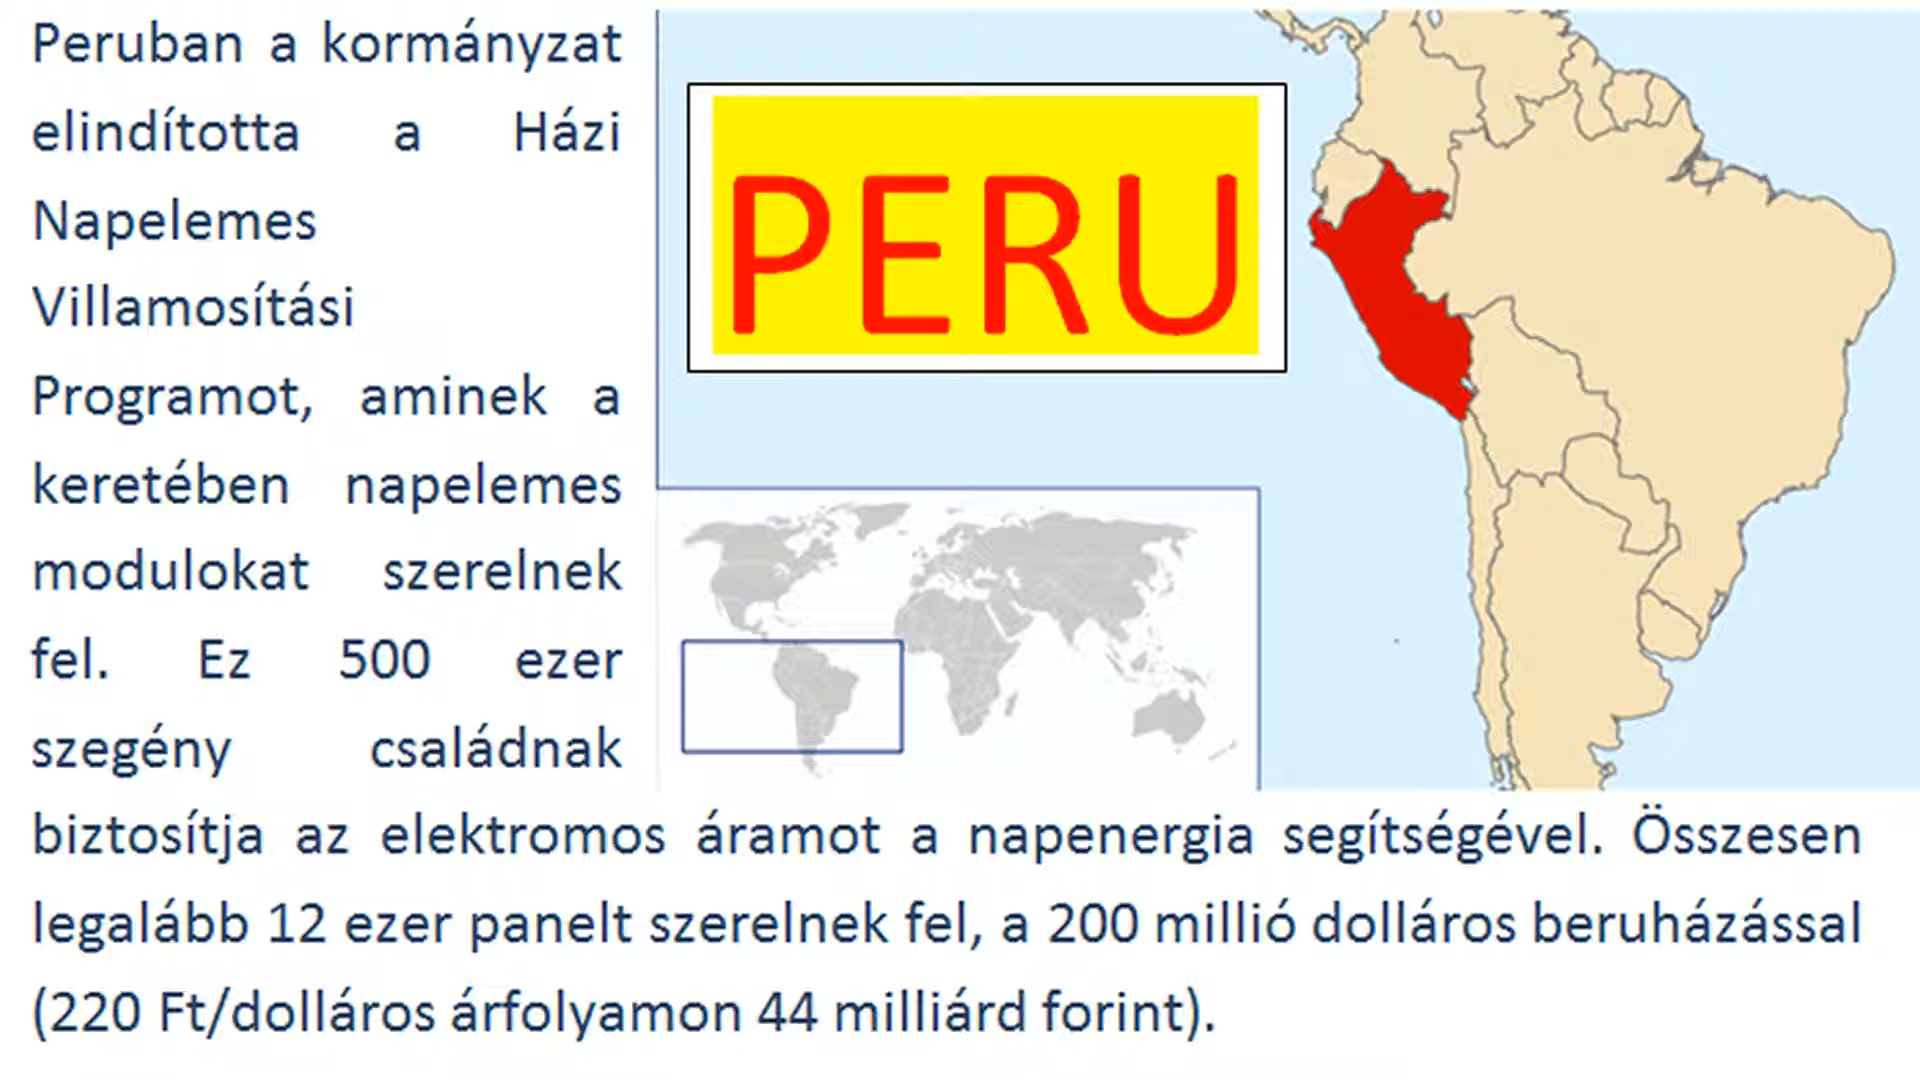 Peruban a kormányzat
elindította a Házi
Napelemes
Villamosítási
Programot, aminek a
keretében napelemes
modulokat szerelnek
fel. Ez 500 ezer
szegény családnak
biztosítja az elektromos áramot a napenergia segítségével. Összesen
legalább 12 ezer panelt szerelnek fel, a 200 millió dolláros beruházással
(220 Ft/dolláros árfolyamon 44 milliárd forint).
PERU